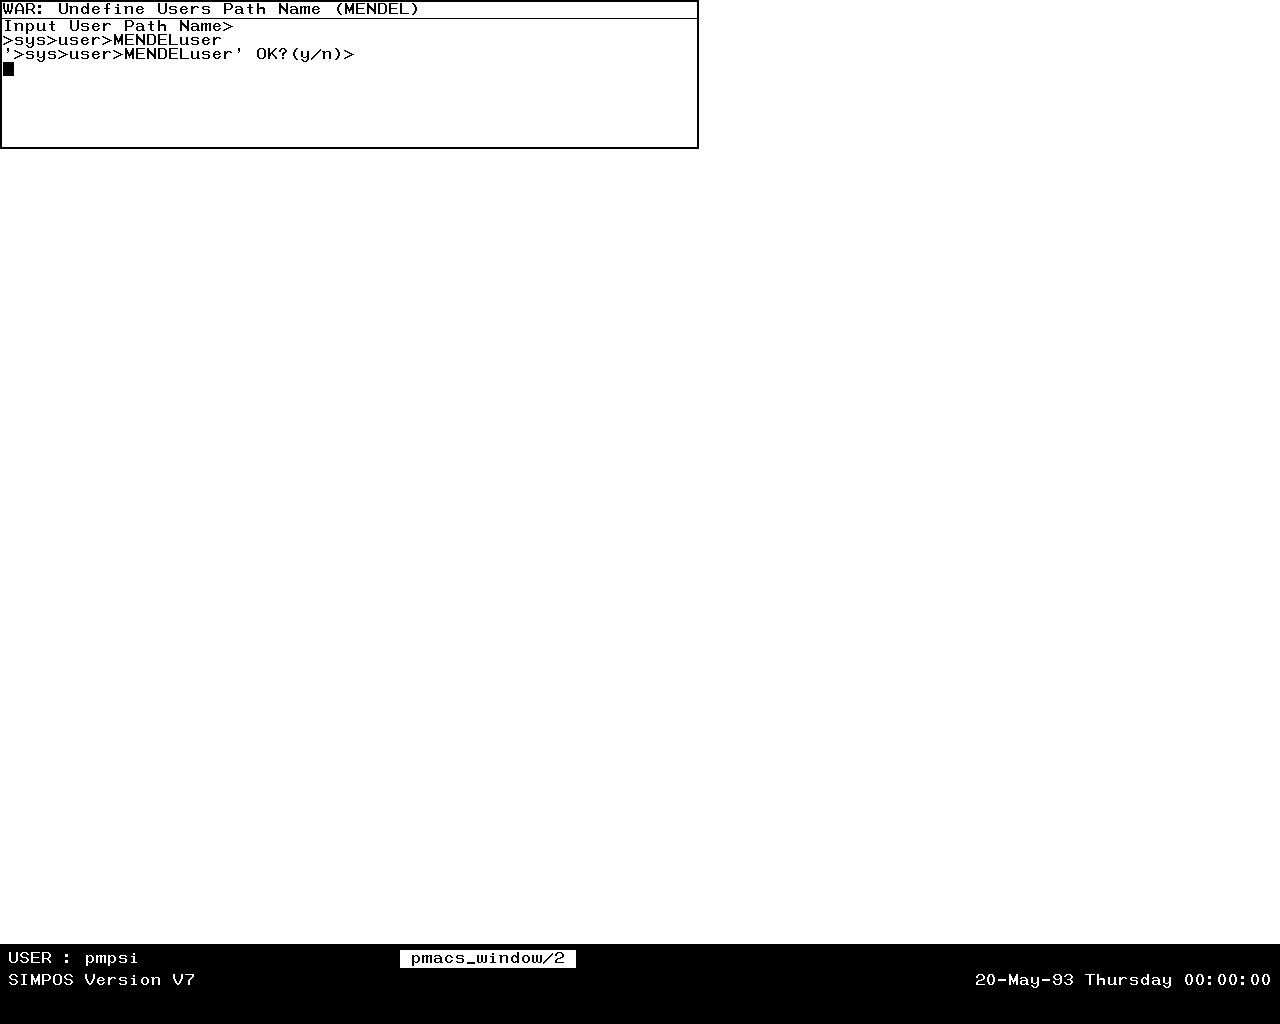 WAR: Undefine Users Path Name (MENDEL)
Input User Path Name>
>sys>user>MENDELuser
'>sys>user>MENDELuser' OK?(y/n)>
USER : pmpsi
pmacs_window/2
SIMPOS Version V7
20-May-93 Thursday 00:00:00